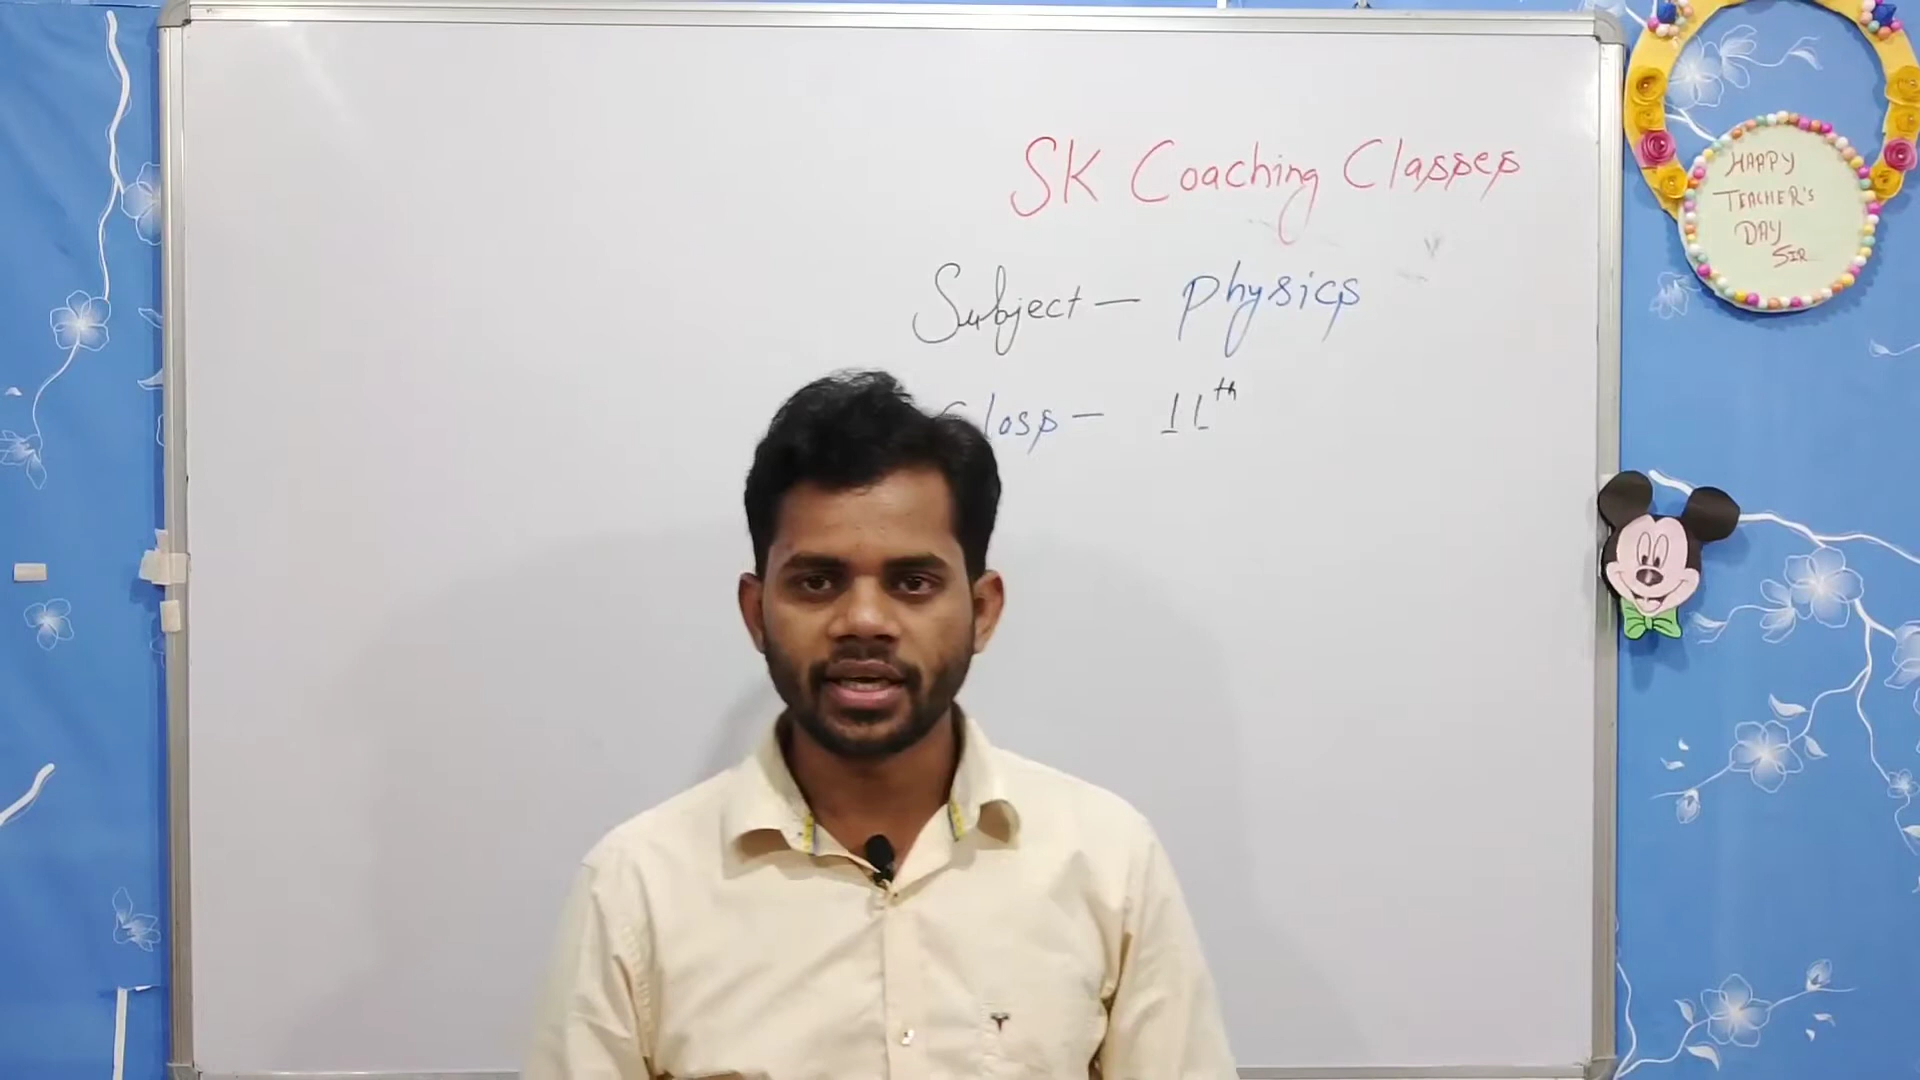 SK Coaching Classes
Subject — Physics
Class — 11th
HAPPY
TEACHER'S
DAY
SIR